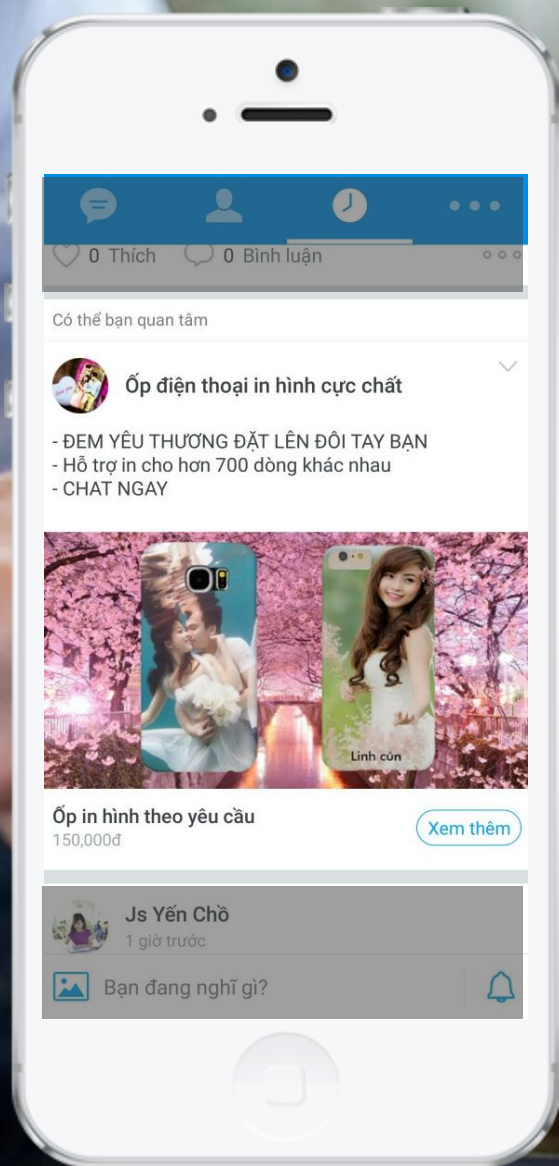 0 Thích 0 Bình luận
Có thể bạn quan tâm
Ốp điện thoại in hình cực chất
- ĐEM YÊU THƯƠNG ĐẶT LÊN ĐÔI TAY BẠN
- Hỗ trợ in cho hơn 700 dòng khác nhau
- CHAT NGAY
Linh cún
Ốp in hình theo yêu cầu
150,000đ
Xem thêm
Js Yến Chồ
1 giờ trước
Bạn đang nghĩ gì?